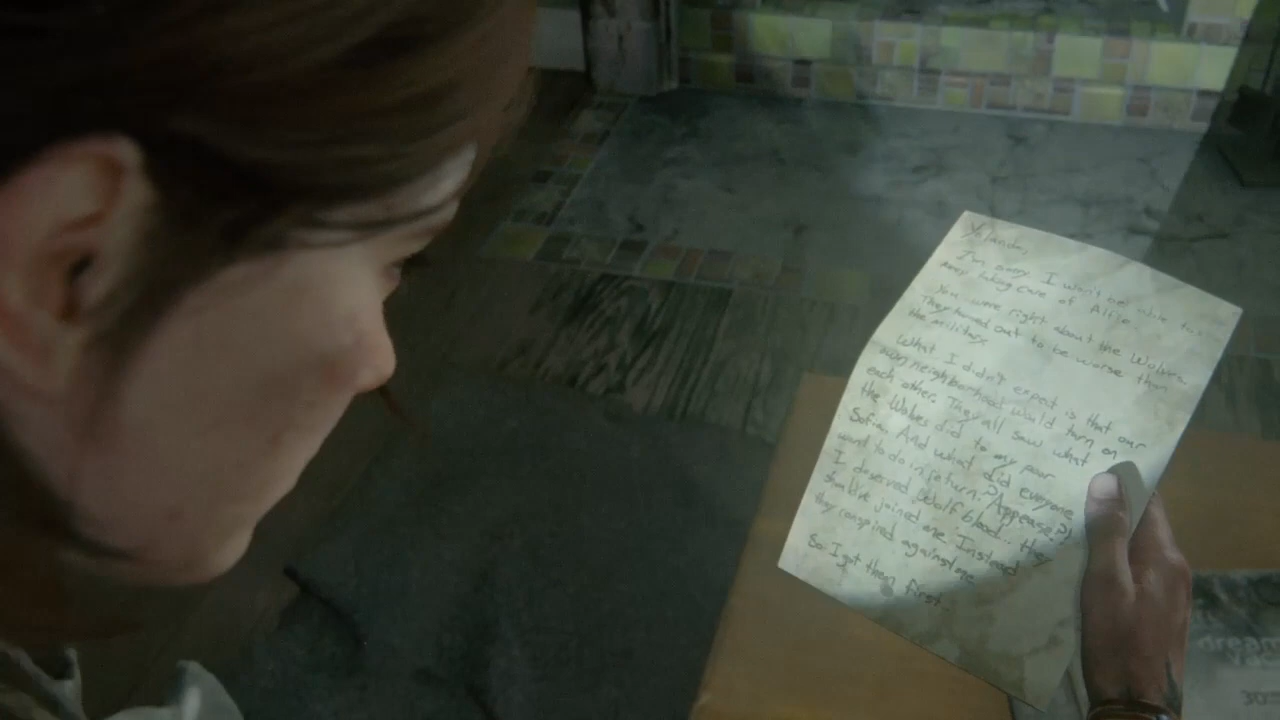 Yolanda,
I'm sorry I won't be able to
keep taking care of Alfie.
You were right about the Wolves.
They turned out to be worse than
the military.
What I didn't expect is that our
own neighborhood would turn on
each other. They all saw what
the Wolves did to my poor
Sofia. And what did everyone
want to do in return? Appease?!
I deserved Wolf blood... they
should've joined me. Instead
they conspired against me.
So I got them first.